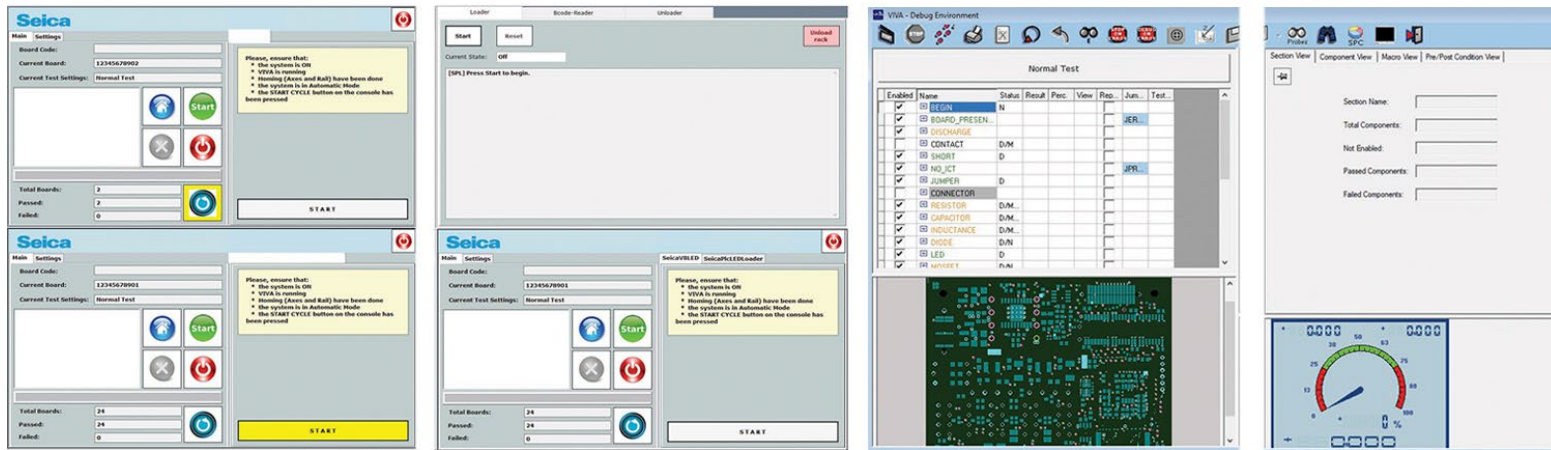 Seica
Main Settings
Board Code:
Current Board: 12345678902
Current Test Settings: Normal Test
Start
Total Boards: 2
Passed: 2
Failed: 0
Please, ensure that:
* the system is ON
* VIVA is running
* Homing (Axes and Rail) have been done
* the system is in Automatic Mode
* the START CYCLE button on the console has
been pressed
START
Loader Bcode-Reader Unloader
Start Reset Unload
rack
Current State: Off
[SPL] Press Start to begin.
Seica
Main Settings
Board Code:
Current Board: 12345678901
Current Test Settings: Normal Test
Start
Total Boards: 24
Passed: 24
Failed: 0
Please, ensure that:
* the system is ON
* VIVA is running
* Homing (Axes and Rail) have been done
* the system is in Automatic Mode
* the START CYCLE button on the console has
been pressed
START
Seica
Main Settings
SeicaVBLED SeicaPlcLEDLoader
Board Code:
Current Board: 12345678901
Current Test Settings: Normal Test
Start
Total Boards: 24
Passed: 24
Failed: 0
Please, ensure that:
* the system is ON
* VIVA is running
* Homing (Axes and Rail) have been done
* the system is in Automatic Mode
* the START CYCLE button on the console has
been pressed
START
VIVA - Debug Environment
STOP
Normal Test
Enabled Name Status Result Perc. View Rep... Jum... Test...
BEGIN N
BOARD_PRESEN... JER...
DISCHARGE
CONTACT D/M
SHORT D
NO_ICT JPR...
JUMPER D
CONNECTOR
RESISTOR D/M...
CAPACITOR D/M...
INDUCTANCE D/M...
DIODE D/N
LED D
MOSFET D/N
Probes SPC
Section View Component View Macro View Pre/Post Condition View
Section Name:
Total Components:
Not Enabled:
Passed Components:
Failed Components:
0.000 0.000
0 13 25 38 50 63 75 88 100
0 %
0.000